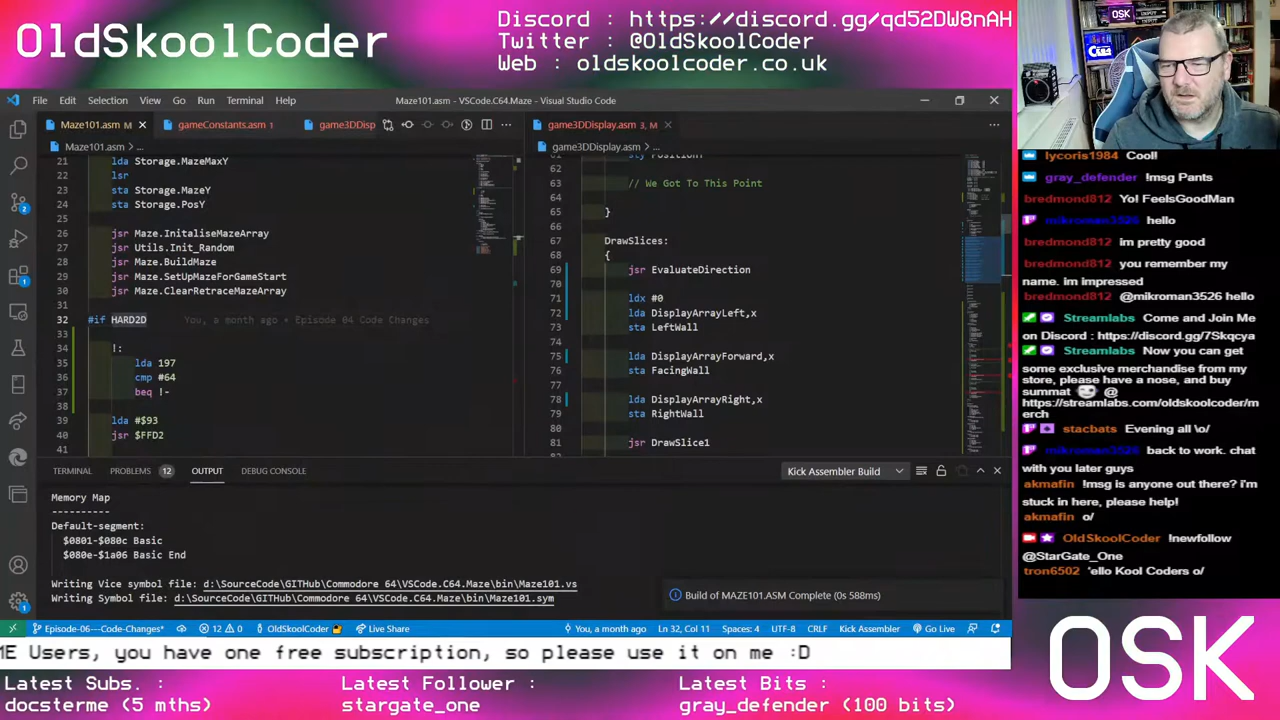 OldSkoolCoder
Discord : https://discord.gg/qd52DW8nAH
Twitter : @OldSkoolCoder
Web : oldskoolcoder.co.uk
File Edit Selection View Go Run Terminal Help
Maze101.asm - VSCode.C64.Maze - Visual Studio Code
Maze101.asm M
gameConstants.asm 1
game3DDisp
game3DDisplay.asm 3, M
Maze101.asm > ...
game3DDisplay.asm > ...
21 lda Storage.MazeMaxY
22 lsr
23 sta Storage.MazeY
24 sta Storage.PosY
25
26 jsr Maze.InitaliseMazeArray
27 jsr Utils.Init_Random
28 jsr Maze.BuildMaze
29 jsr Maze.SetUpMazeForGameStart
30 jsr Maze.ClearRetraceMazeArray
31
32 #if HARD2D You, a month ago • Episode 04 Code Changes
33
34 !:
35 lda 197
36 cmp #64
37 beq !-
38
39 lda #$93
40 jsr $FFD2
41
62
63 // We Got To This Point
64
65 }
66
67 DrawSlices:
68 {
69 jsr EvaluateDirection
70
71 ldx #0
72 lda DisplayArrayLeft,x
73 sta LeftWall
74
75 lda DisplayArrayForward,x
76 sta FacingWall
77
78 lda DisplayArrayRight,x
79 sta RightWall
80
81 jsr DrawSlice1
TERMINAL PROBLEMS 12 OUTPUT DEBUG CONSOLE
Kick Assembler Build
Memory Map
----------
Default-segment:
$0801-$080c Basic
$080e-$1a06 Basic End
Writing Vice symbol file: d:\SourceCode\GITHub\Commodore 64\VSCode.C64.Maze\bin\Maze101.vs
Writing Symbol file: d:\SourceCode\GITHub\Commodore 64\VSCode.C64.Maze\bin\Maze101.sym
Build of MAZE101.ASM Complete (0s 588ms)
Episode-06---Code-Changes* 12 0 OldSkoolCoder Live Share You, a month ago Ln 32, Col 11 Spaces: 4 UTF-8 CRLF Kick Assembler Go Live
ME Users, you have one free subscription, so please use it on me :D
Latest Subs. :
docsterme (5 mths)
Latest Follower :
stargate_one
Latest Bits :
gray_defender (100 bits)
lycoris1984 Cool!
gray_defender !msg Pants
bredmond812 Yo! FeelsGoodMan
mikroman3526 hello
bredmond812 im pretty good
bredmond812 you remember my
name. im impressed
bredmond812 @mikroman3526 hello
Streamlabs Come and Join Me
on Discord : https://discord.gg/7Skqcya
Streamlabs Now you can get
some exclusive merchandise from my
store, please have a nose, and buy
summat @
https://streamlabs.com/oldskoolcoder/m
erch
stacbats Evening all \o/
mikroman3526 back to work. chat
with you later guys
akmafin !msg is anyone out there? i'm
stuck in here, please help!
akmafin o/
OldSkoolCoder !newfollow
@StarGate_One
tron6502 'ello Kool Coders o/
OSK